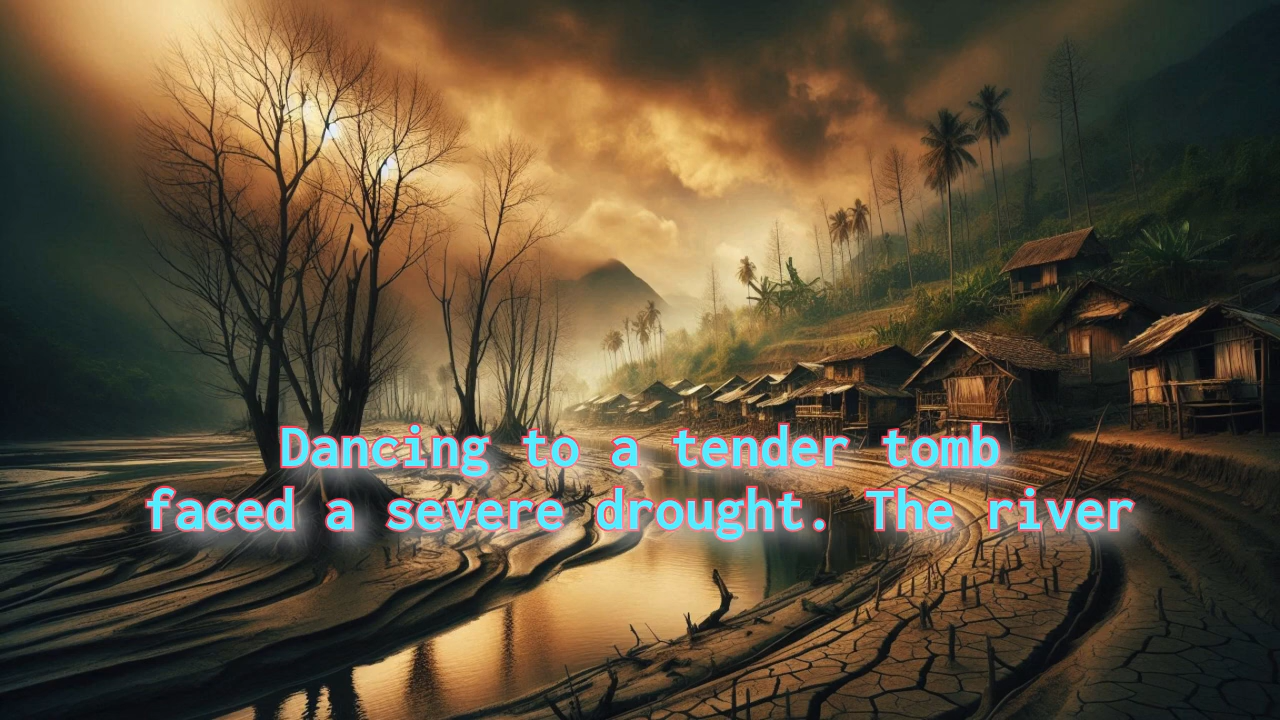 Dancing to a tender tomb
faced a severe drought. The river